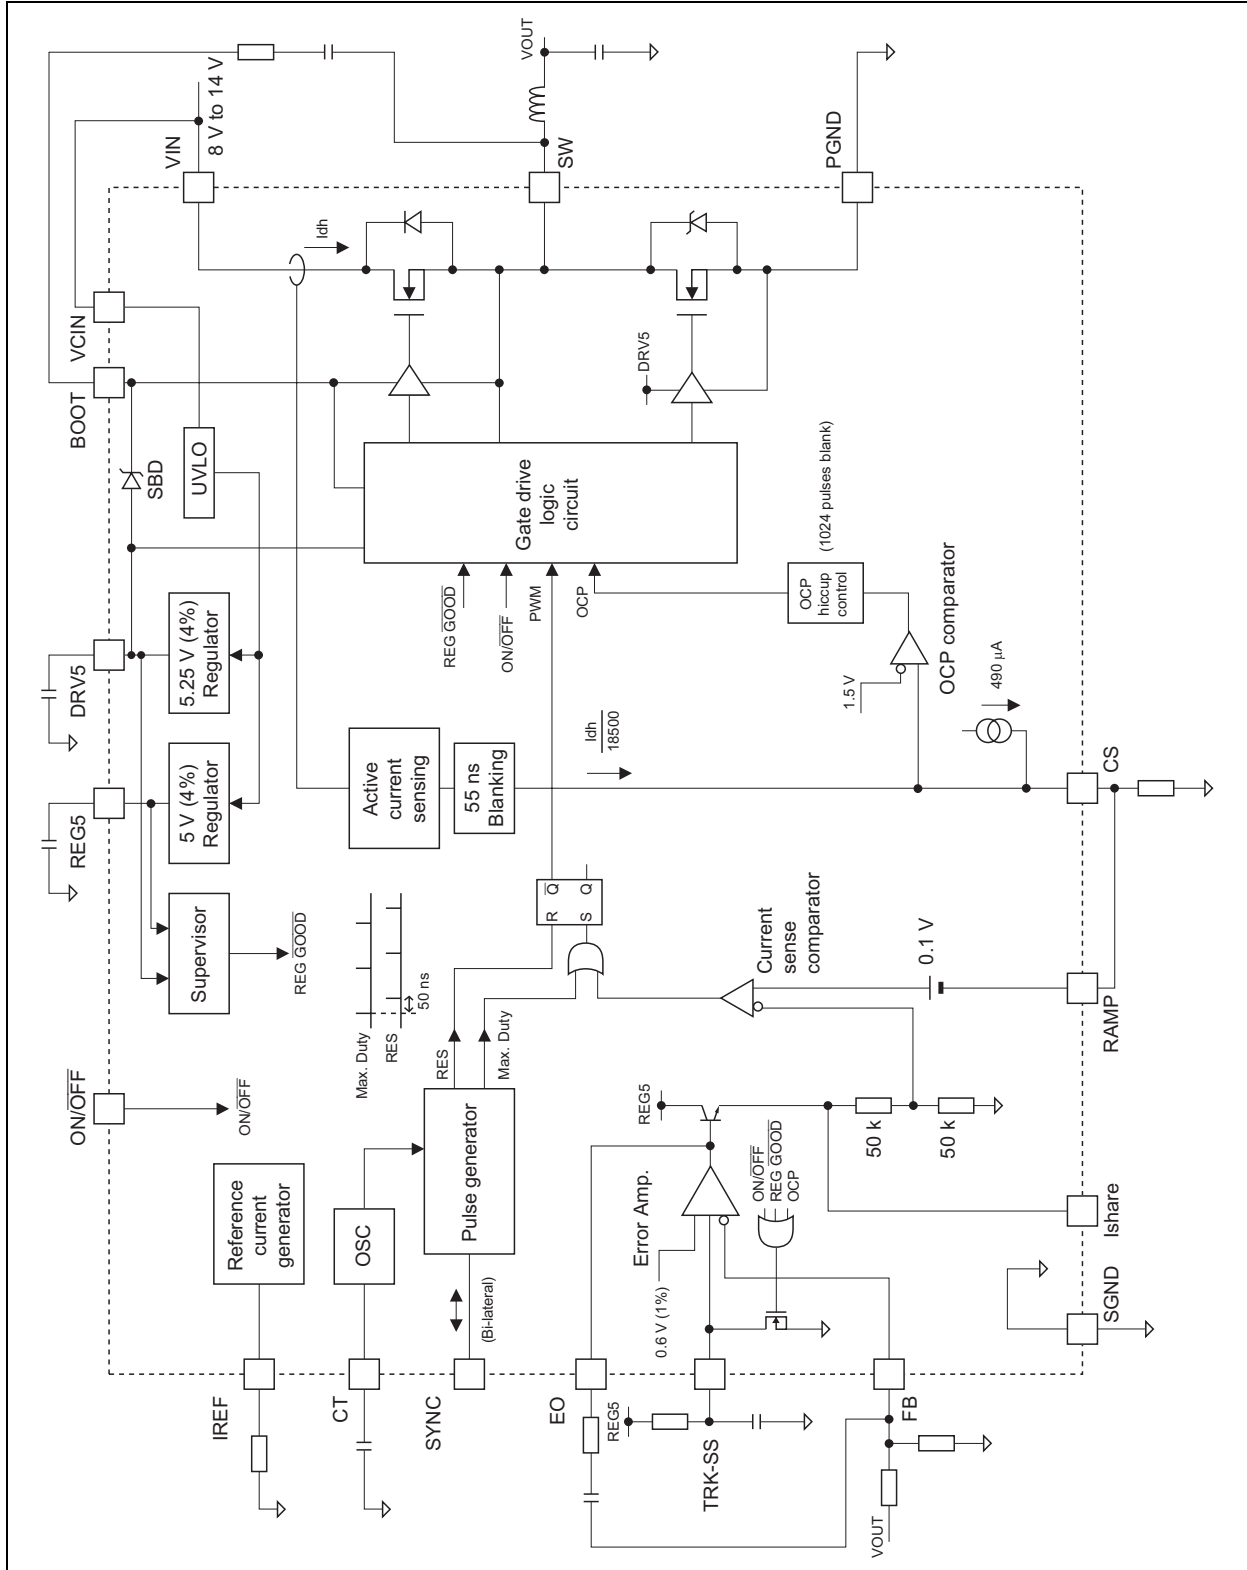 BOOT
VCIN
VIN
8 V to 14 V
VOUT
SW
PGND
DRV5
REG5
ON/OFF
ON/OFF
SBD
UVLO
5.25 V (4%)
Regulator
5 V (4%)
Regulator
Supervisor
REG GOOD
Idh
DRV5
Gate drive
logic
circuit
REG GOOD
ON/OFF
PWM
OCP
(1024 pulses blank)
OCP
hiccup
control
OCP comparator
1.5 V
490 μA
Active
current
sensing
55 ns
Blanking
Idh
18500
CS
Max. Duty
RES
50 ns
R
Q
S
Q
RES
Max. Duty
Current
sense
comparator
0.1 V
RAMP
Reference
current
generator
OSC
Pulse generator
(Bi-lateral)
REG5
Error Amp.
ON/OFF
REG GOOD
OCP
0.6 V (1%)
50 k
50 k
Ishare
SGND
IREF
CT
SYNC
EO
REG5
TRK-SS
FB
VOUT